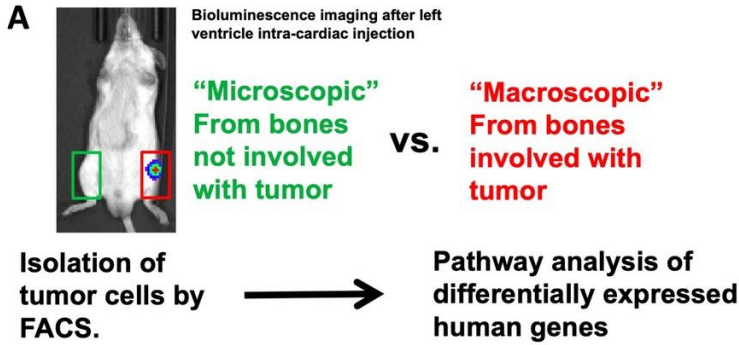 A
Bioluminescence imaging after left
ventricle intra-cardiac injection
“Microscopic”
From bones
not involved
with tumor
vs.
“Macroscopic”
From bones
involved with
tumor
Isolation of
tumor cells by
FACS.
Pathway analysis of
differentially expressed
human genes